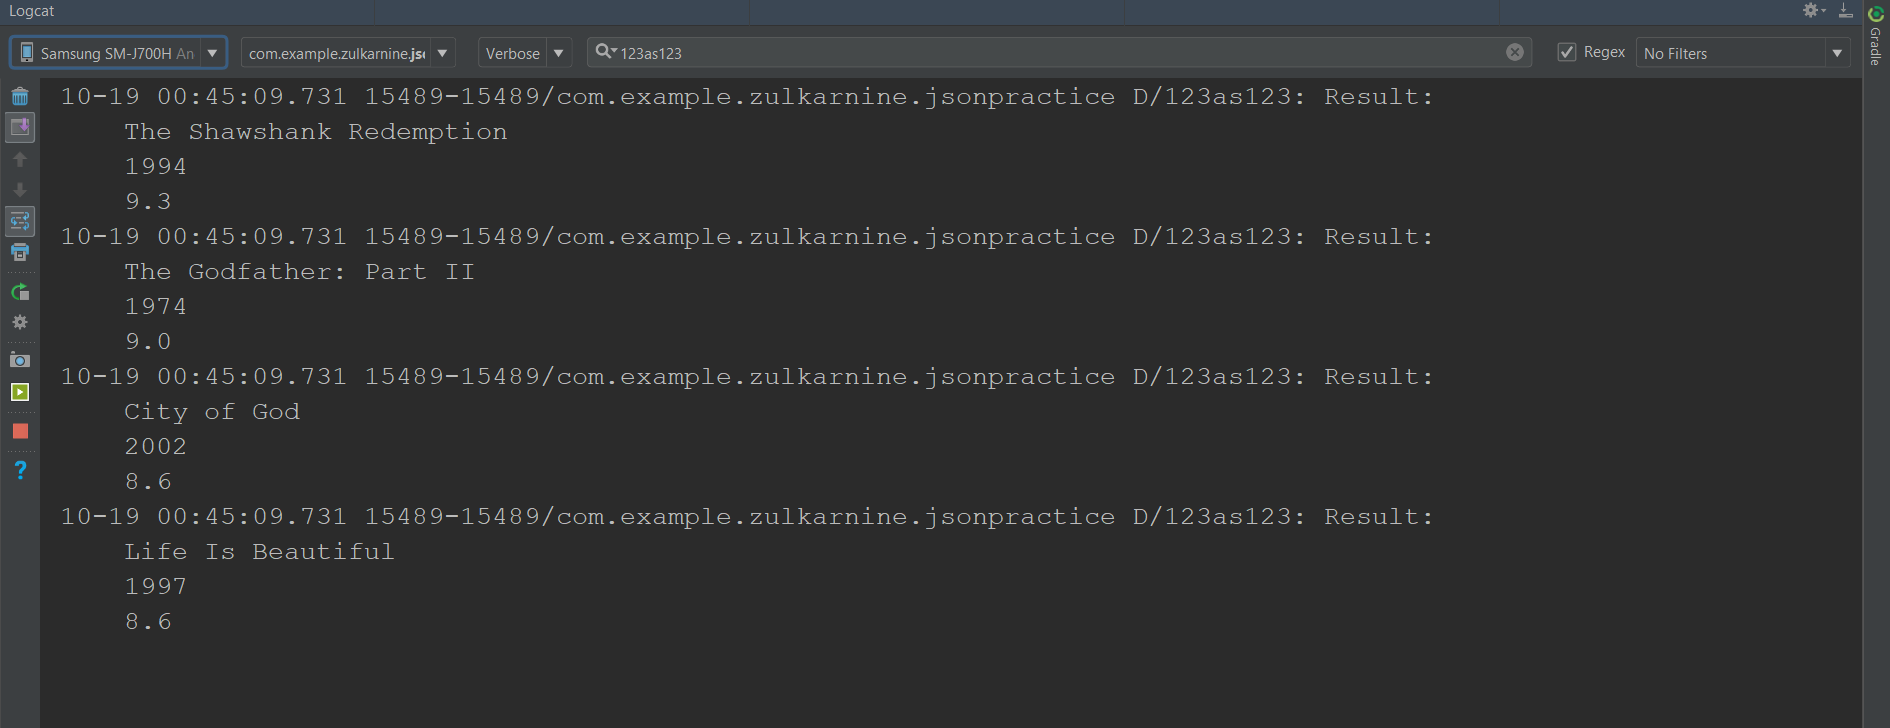 Logcat
Samsung SM-J700H An
com.example.zulkarnine.jso
Verbose
123as123
Regex
No Filters
Gradle
10-19 00:45:09.731 15489-15489/com.example.zulkarnine.jsonpractice D/123as123: Result:
The Shawshank Redemption
1994
9.3
10-19 00:45:09.731 15489-15489/com.example.zulkarnine.jsonpractice D/123as123: Result:
The Godfather: Part II
1974
9.0
10-19 00:45:09.731 15489-15489/com.example.zulkarnine.jsonpractice D/123as123: Result:
City of God
2002
8.6
10-19 00:45:09.731 15489-15489/com.example.zulkarnine.jsonpractice D/123as123: Result:
Life Is Beautiful
1997
8.6